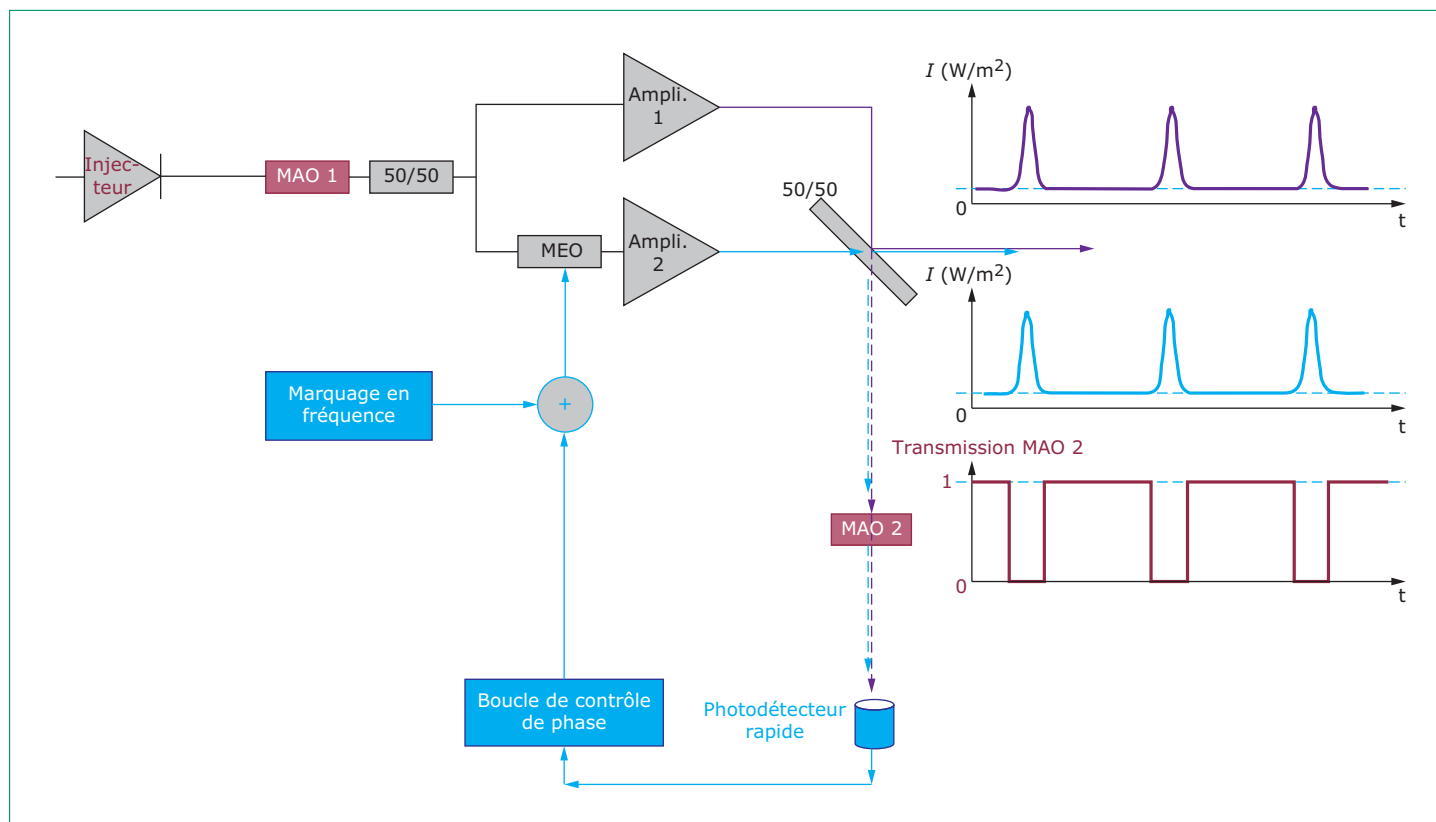 Injec-
teur
MAO 1
50/50
Ampli.
1
MEO
Ampli.
2
50/50
Marquage en
fréquence
+
MAO 2
Boucle de contrôle
de phase
Photodétecteur
rapide
I (W/m²)
0
t
I (W/m²)
0
t
Transmission MAO 2
1
0
t